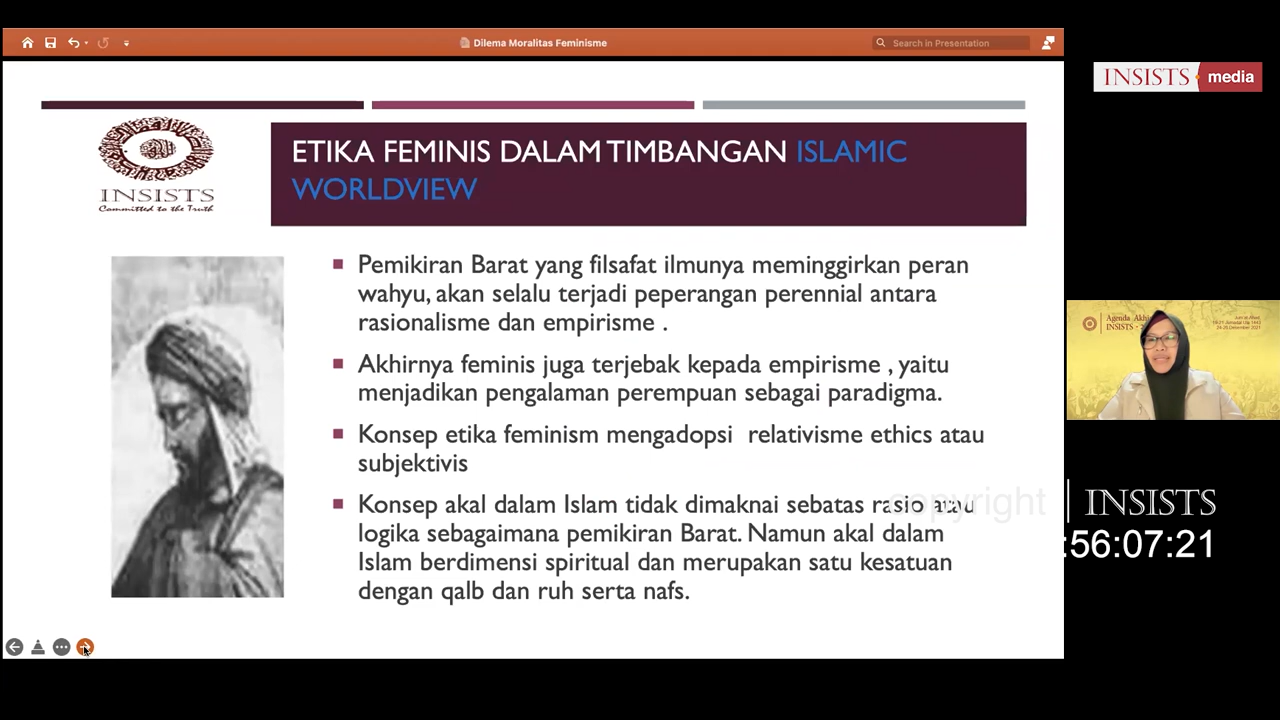 Dilema Moralitas Feminisme
Search in Presentation
INSISTS media
INSISTS
Committed to the Truth
ETIKA FEMINIS DALAM TIMBANGAN ISLAMIC
WORLDVIEW
Pemikiran Barat yang filsafat ilmunya meminggirkan peran
wahyu, akan selalu terjadi peperangan perennial antara
rasionalisme dan empirisme .
Akhirnya feminis juga terjebak kepada empirisme , yaitu
menjadikan pengalaman perempuan sebagai paradigma.
Konsep etika feminism mengadopsi relativisme ethics atau
subjektivis
Konsep akal dalam Islam tidak dimaknai sebatas rasio atau
logika sebagaimana pemikiran Barat. Namun akal dalam
Islam berdimensi spiritual dan merupakan satu kesatuan
dengan qalb dan ruh serta nafs.
copyright
INSISTS
:56:07:21
Agenda Akhi
INSISTS